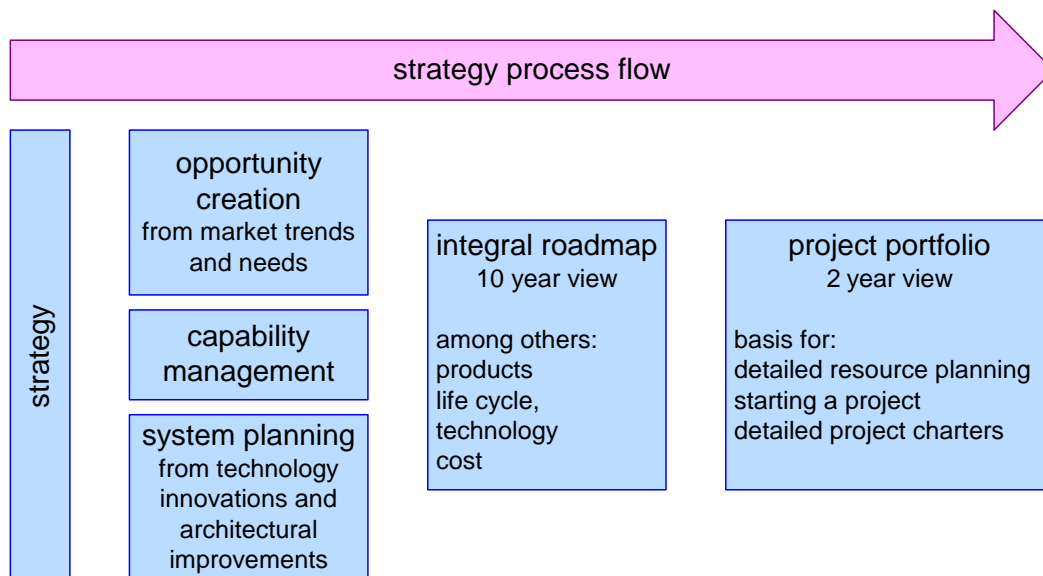 strategy process flow
strategy
opportunity
creation
from market trends
and needs
capability
management
system planning
from technology
innovations and
architectural
improvements
integral roadmap
10 year view
among others:
products
life cycle,
technology
cost
project portfolio
2 year view
basis for:
detailed resource planning
starting a project
detailed project charters